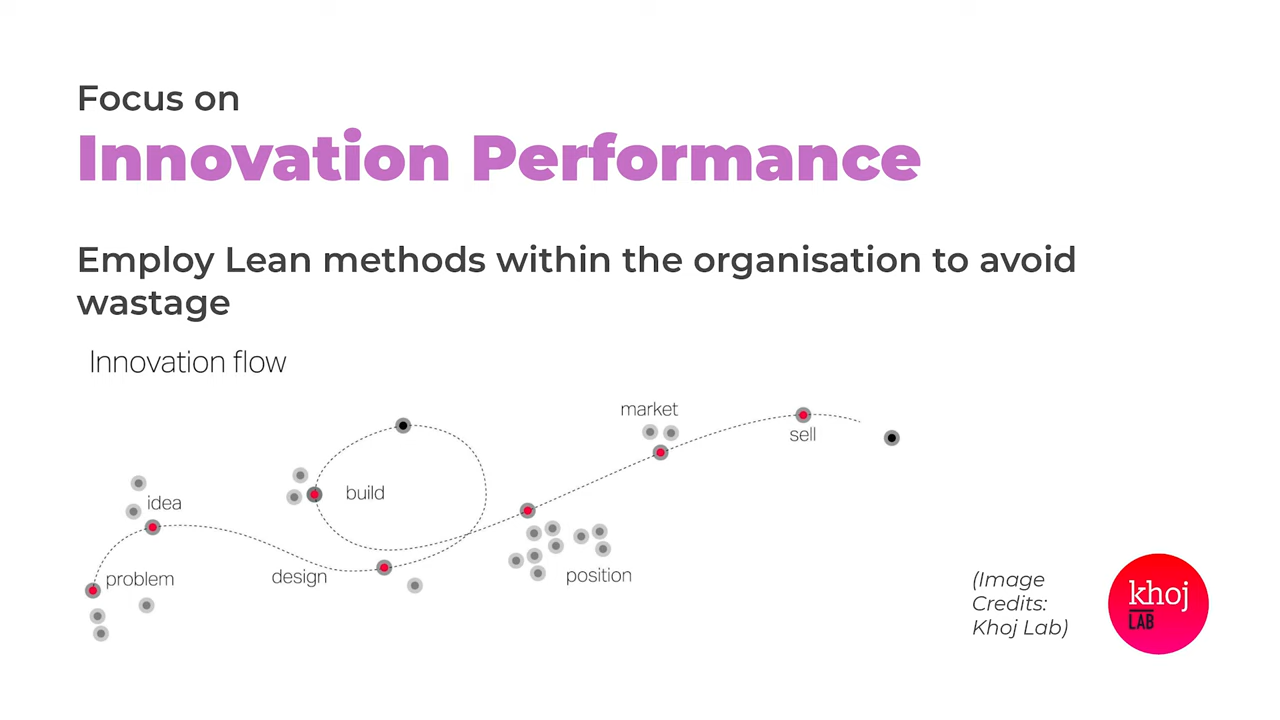 Focus on
Innovation Performance
Employ Lean methods within the organisation to avoid
wastage
Innovation flow
market
sell
idea
build
problem
design
position
(Image
Credits:
Khoj Lab)
khoj
LAB